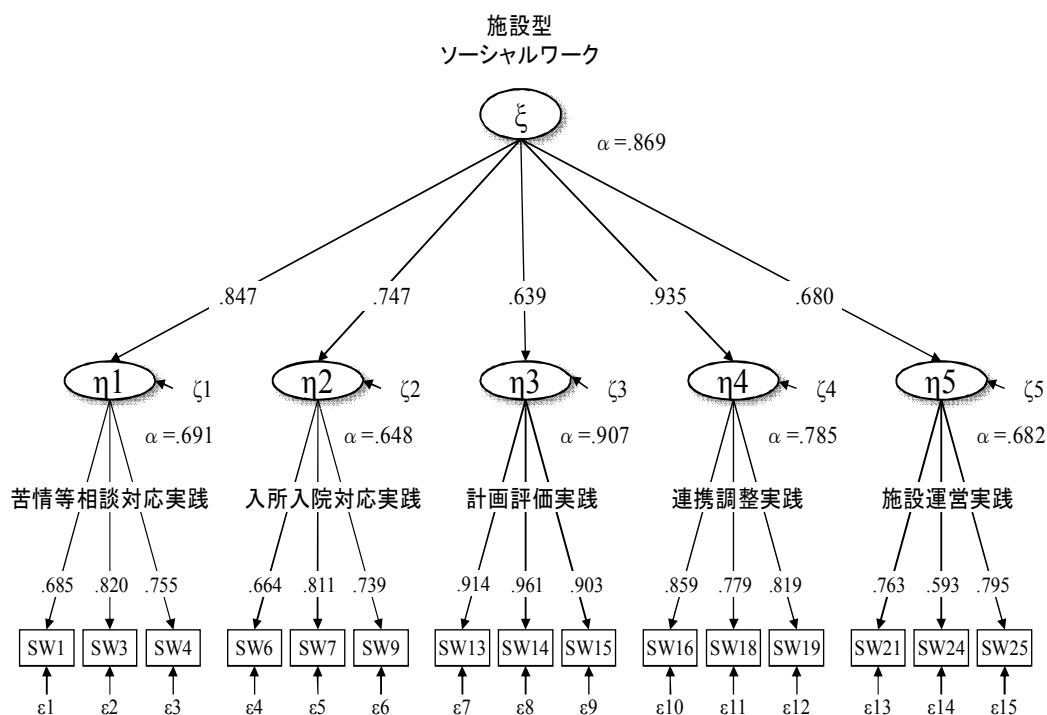 施設型
ソーシャルワーク
ξ
α=.869
.847 .747 .639 .935 .680
η1 ζ1 η2 ζ2 η3 ζ3 η4 ζ4 η5 ζ5
α=.691 α=.648 α=.907 α=.785 α=.682
苦情等相談対応実践 入所入院対応実践 計画評価実践 連携調整実践 施設運営実践
.685 .820 .755 .664 .811 .739 .914 .961 .903 .859 .779 .819 .763 .593 .795
SW1 SW3 SW4 SW6 SW7 SW9 SW13 SW14 SW15 SW16 SW18 SW19 SW21 SW24 SW25
ε1 ε2 ε3 ε4 ε5 ε6 ε7 ε8 ε9 ε10 ε11 ε12 ε13 ε14 ε15